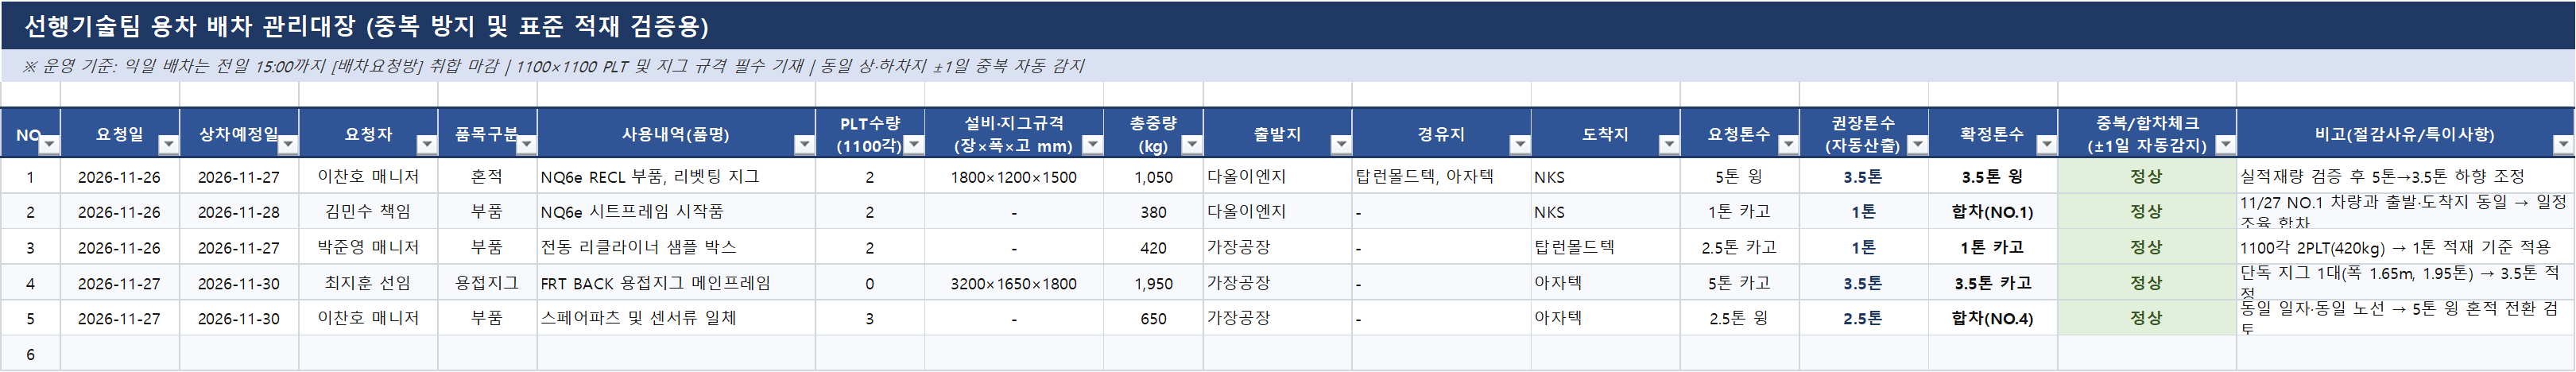 선행기술팀 용차 배차 관리대장 (중복 방지 및 표준 적재 검증용)
※ 운영 기준: 익일 배차는 전일 15:00까지 [배차요청방] 취합 마감 | 1100×1100 PLT 및 지그 규격 필수 기재 | 동일 상·하차지 ±1일 중복 자동 감지
NO 요청일 상차예정일 요청자 품목구분 사용내역(품명) PLT수량 (1100각) 설비·지그규격 (장×폭×고 mm) 총중량 (kg) 출발지 경유지 도착지 요청톤수 권장톤수 (자동산출) 확정톤수 중복/합차체크 (±1일 자동감지) 비고(절감사유/특이사항)
1 2026-11-26 2026-11-27 이찬호 매니저 혼적 NQ6e RECL 부품, 리벳팅 지그 2 1800×1200×1500 1,050 다올이엔지 탑런몰드텍, 아자텍 NKS 5톤 윙 3.5톤 3.5톤 윙 정상 실적재량 검증 후 5톤→3.5톤 하향 조정
2 2026-11-26 2026-11-28 김민수 책임 부품 NQ6e 시트프레임 시작품 2 - 380 다올이엔지 - NKS 1톤 카고 1톤 합차(NO.1) 정상 11/27 NO.1 차량과 출발·도착지 동일 → 일정 조율 합차
3 2026-11-26 2026-11-27 박준영 매니저 부품 전동 리클라이너 샘플 박스 2 - 420 가장공장 - 탑런몰드텍 2.5톤 카고 1톤 1톤 카고 정상 1100각 2PLT(420kg) → 1톤 적재 기준 적용
4 2026-11-27 2026-11-30 최지훈 선임 용접지그 FRT BACK 용접지그 메인프레임 0 3200×1650×1800 1,950 가장공장 - 아자텍 5톤 카고 3.5톤 3.5톤 카고 정상 단독 지그 1대(폭 1.65m, 1.95톤) → 3.5톤 적정
5 2026-11-27 2026-11-30 이찬호 매니저 부품 스페어파츠 및 센서류 일체 3 - 650 가장공장 - 아자텍 2.5톤 윙 2.5톤 합차(NO.4) 정상 동일 일자·동일 노선 → 5톤 윙 혼적 전환 검토
6